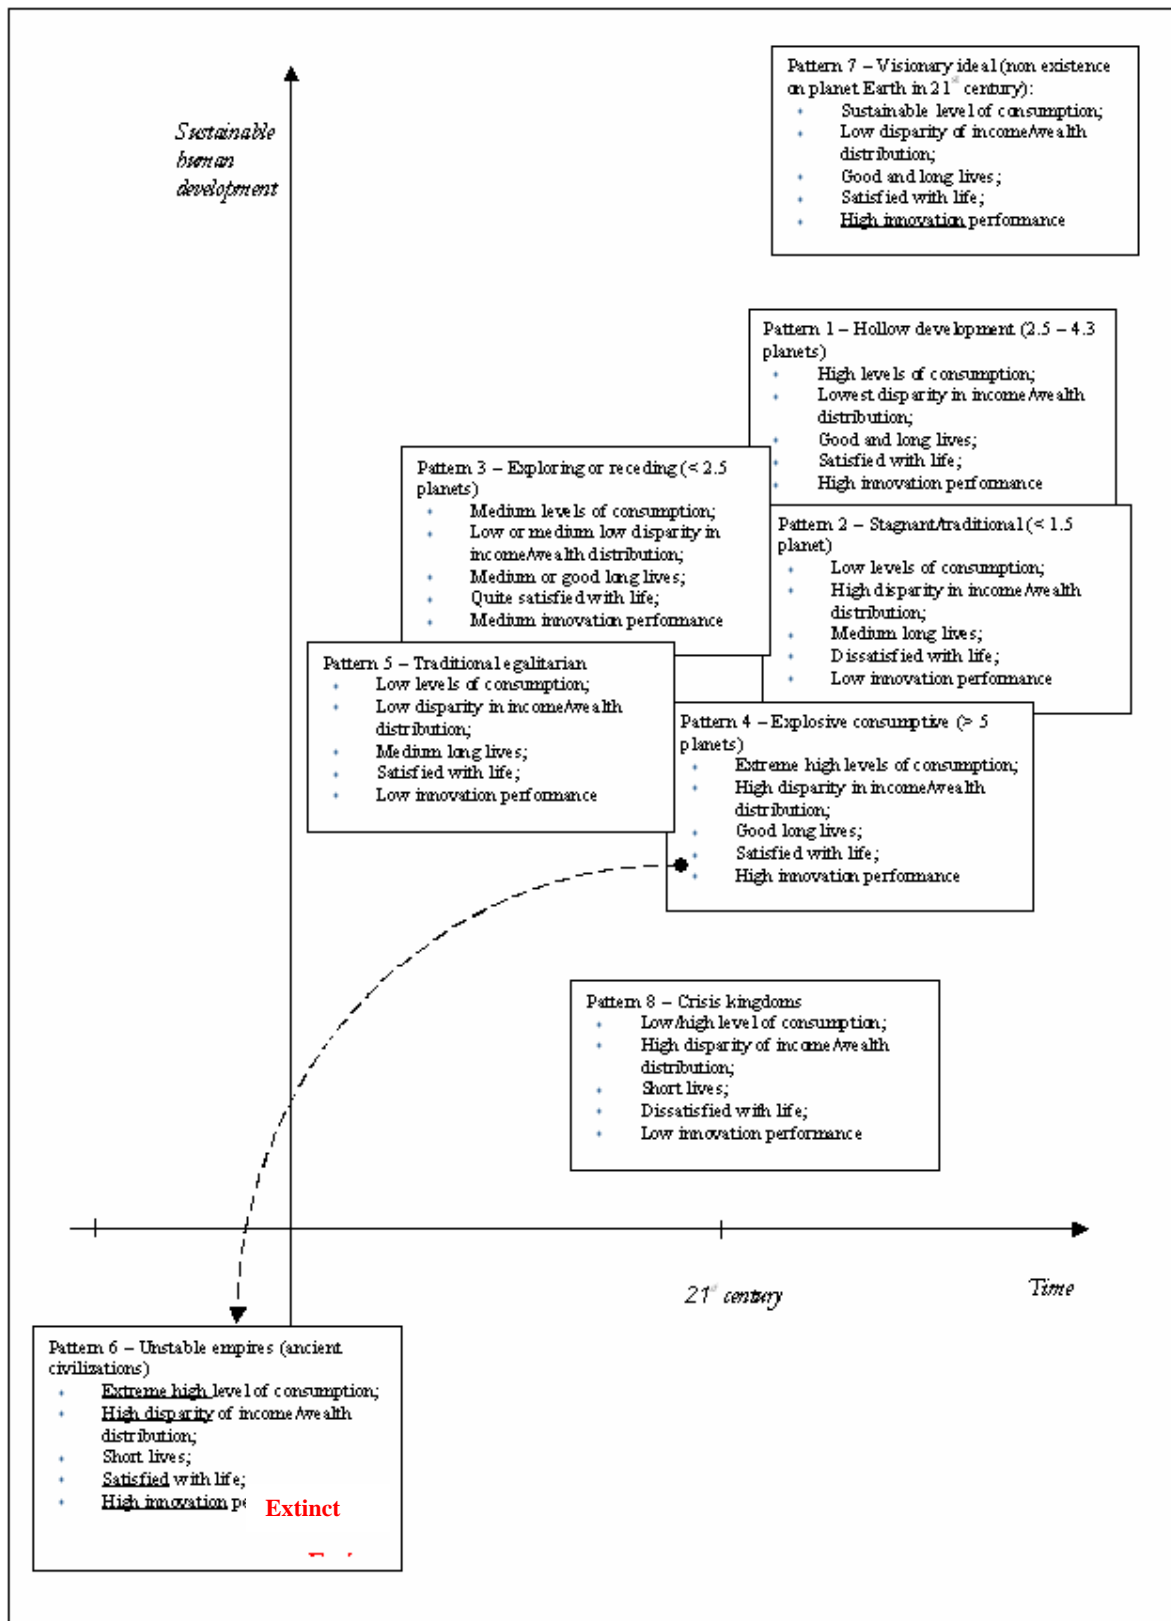 Pattern 7 – Visionary ideal (non existence
on planet Earth in 21st century):
Sustainable level of consumption;
Low disparity of income/wealth
distribution;
Good and long lives;
Satisfied with life;
High innovation performance
Sustainable
human
development
Pattern 1 – Hollow development (2.5 – 4.3
planets)
High levels of consumption;
Lowest disparity in income/wealth
distribution;
Good and long lives;
Satisfied with life;
High innovation performance
Pattern 3 – Exploring or receding (< 2.5
planets)
Medium levels of consumption;
Low or medium low disparity in
income/wealth distribution;
Medium or good long lives;
Quite satisfied with life;
Medium innovation performance
Pattern 2 – Stagnant/traditional (< 1.5
planet)
Low levels of consumption;
High disparity in income/wealth
distribution;
Medium long lives;
Dissatisfied with life;
Low innovation performance
Pattern 5 – Traditional egalitarian
Low levels of consumption;
Low disparity in income/wealth
distribution;
Medium long lives;
Satisfied with life;
Low innovation performance
Pattern 4 – Explosive consumptive (> 5
planets)
Extreme high levels of consumption;
High disparity in income/wealth
distribution;
Good long lives;
Satisfied with life;
High innovation performance
Pattern 8 – Crisis kingdoms
Low/high level of consumption;
High disparity of income/wealth
distribution;
Short lives;
Dissatisfied with life;
Low innovation performance
21st century
Time
Pattern 6 – Unstable empires (ancient
civilizations)
Extreme high level of consumption;
High disparity of income/wealth
distribution;
Short lives;
Satisfied with life;
High innovation pe
Extinct